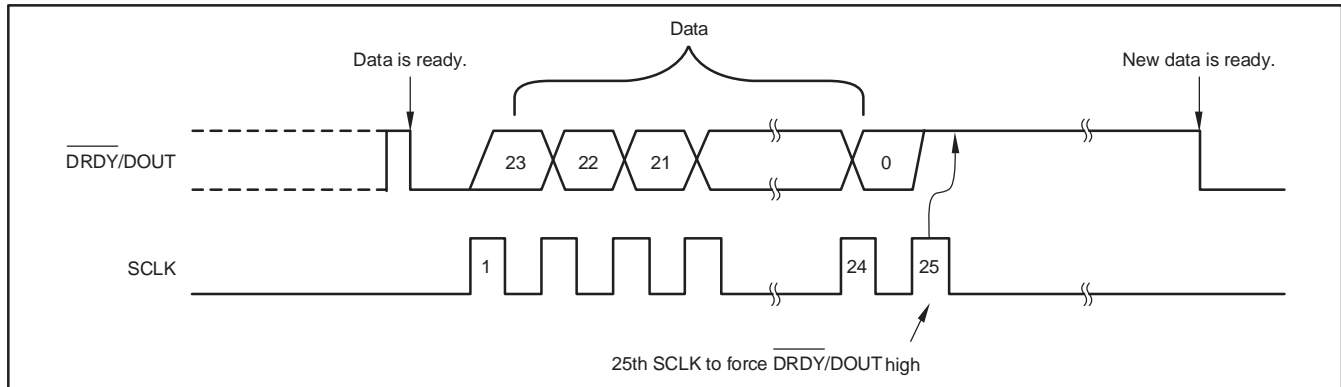 Data
Data is ready.
New data is ready.
DRDY/DOUT
23 22 21 0
SCLK
1 24 25
25th SCLK to force DRDY/DOUT high